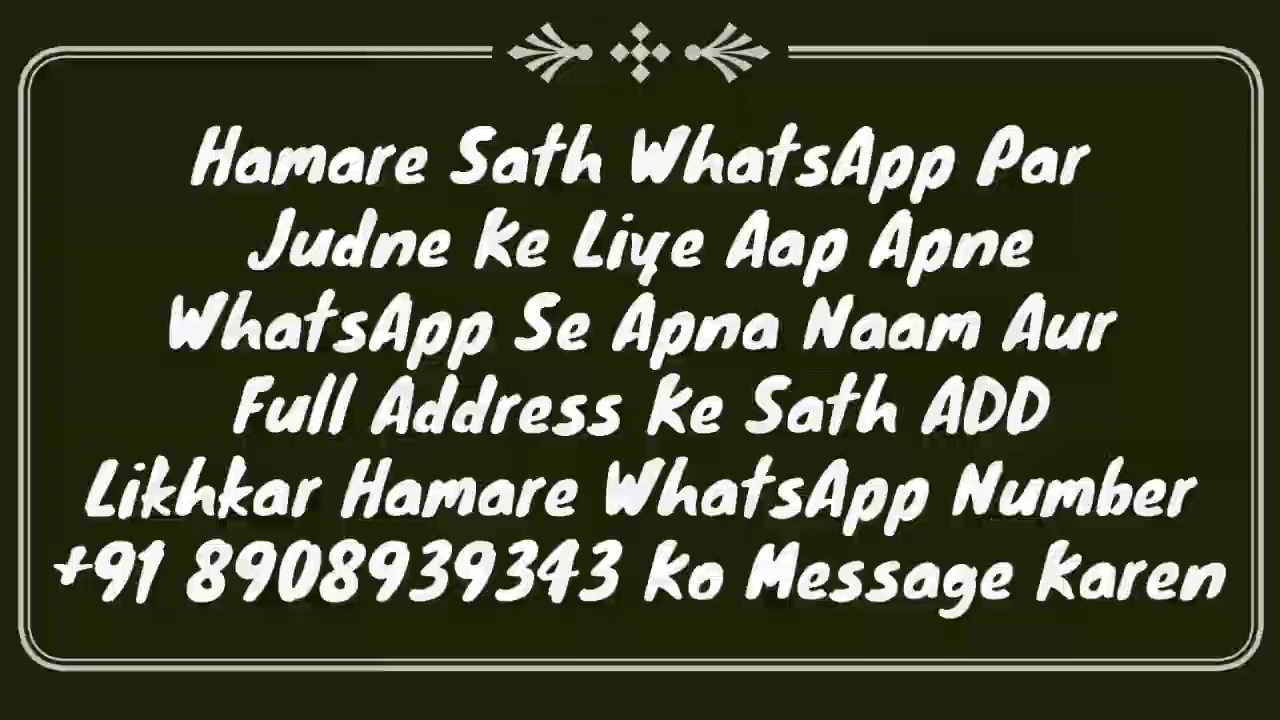 Hamare Sath WhatsApp Par
Judne Ke Liye Aap Apne
WhatsApp Se Apna Naam Aur
Full Address Ke Sath ADD
Likhkar Hamare WhatsApp Number
+91 8908939343 Ko Message Karen